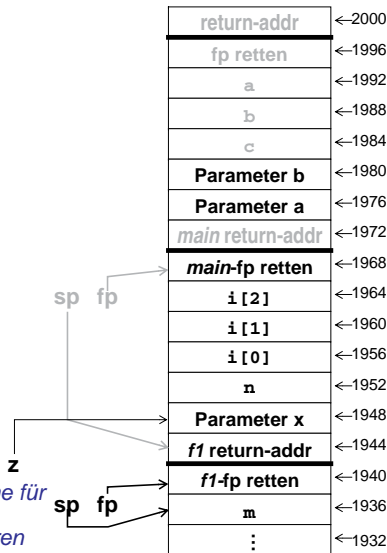 return-addr ←2000
fp retten ←1996
a ←1992
b ←1988
c ←1984
Parameter b ←1980
Parameter a ←1976
main return-addr ←1972
main-fp retten ←1968
sp fp
i[2] ←1964
i[1] ←1960
i[0] ←1956
n ←1952
Parameter x ←1948
f1 return-addr ←1944
z
f1-fp retten ←1940
für
sp fp
m ←1936
⋮ ←1932